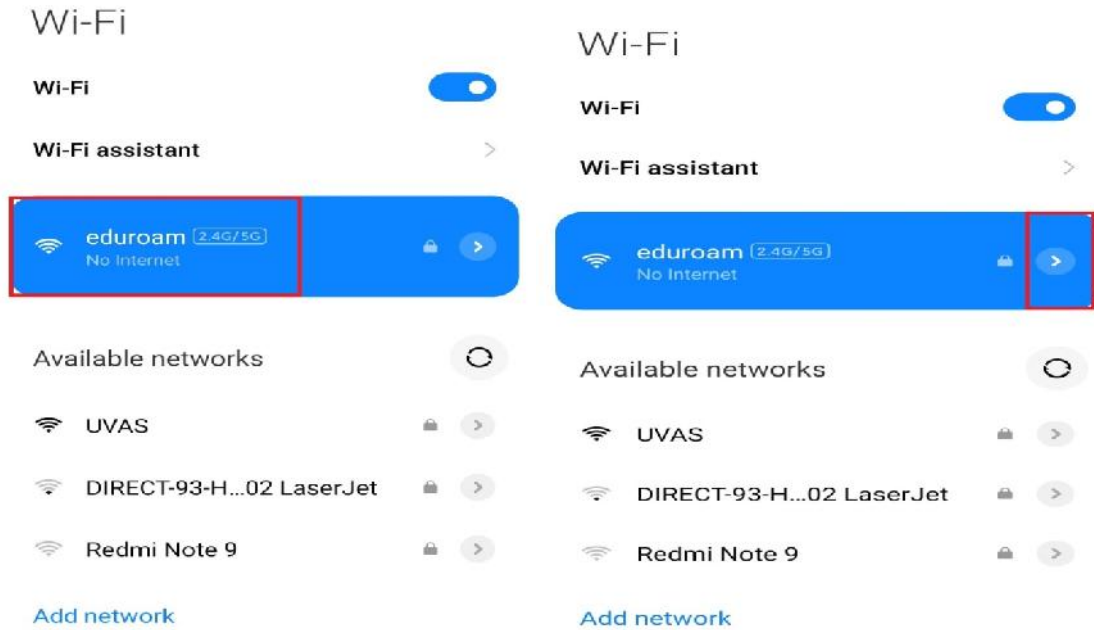 Wi-Fi
Wi-Fi
Wi-Fi assistant
eduroam 2.4G/5G
No Internet
Available networks
UVAS
DIRECT-93-H...02 LaserJet
Redmi Note 9
Add network
Wi-Fi
Wi-Fi
Wi-Fi assistant
eduroam 2.4G/5G
No Internet
Available networks
UVAS
DIRECT-93-H...02 LaserJet
Redmi Note 9
Add network